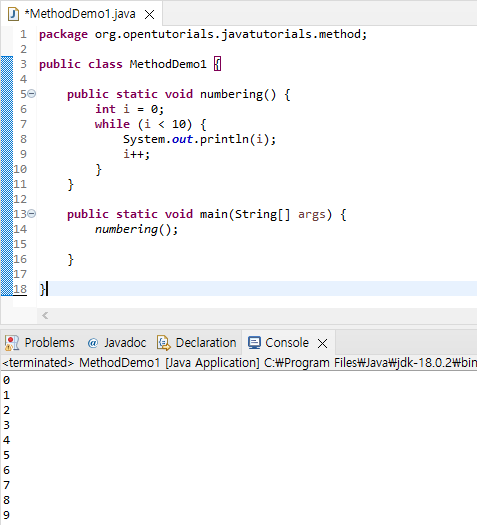 *MethodDemo1.java
1 package org.opentutorials.javatutorials.method;
2
3 public class MethodDemo1 {
4
5     public static void numbering() {
6         int i = 0;
7         while (i < 10) {
8             System.out.println(i);
9             i++;
10         }
11     }
12
13     public static void main(String[] args) {
14         numbering();
15
16     }
17
18 }
Problems @ Javadoc Declaration Console
<terminated> MethodDemo1 [Java Application] C:₩Program Files₩Java₩jdk-18.0.2₩bin
0
1
2
3
4
5
6
7
8
9